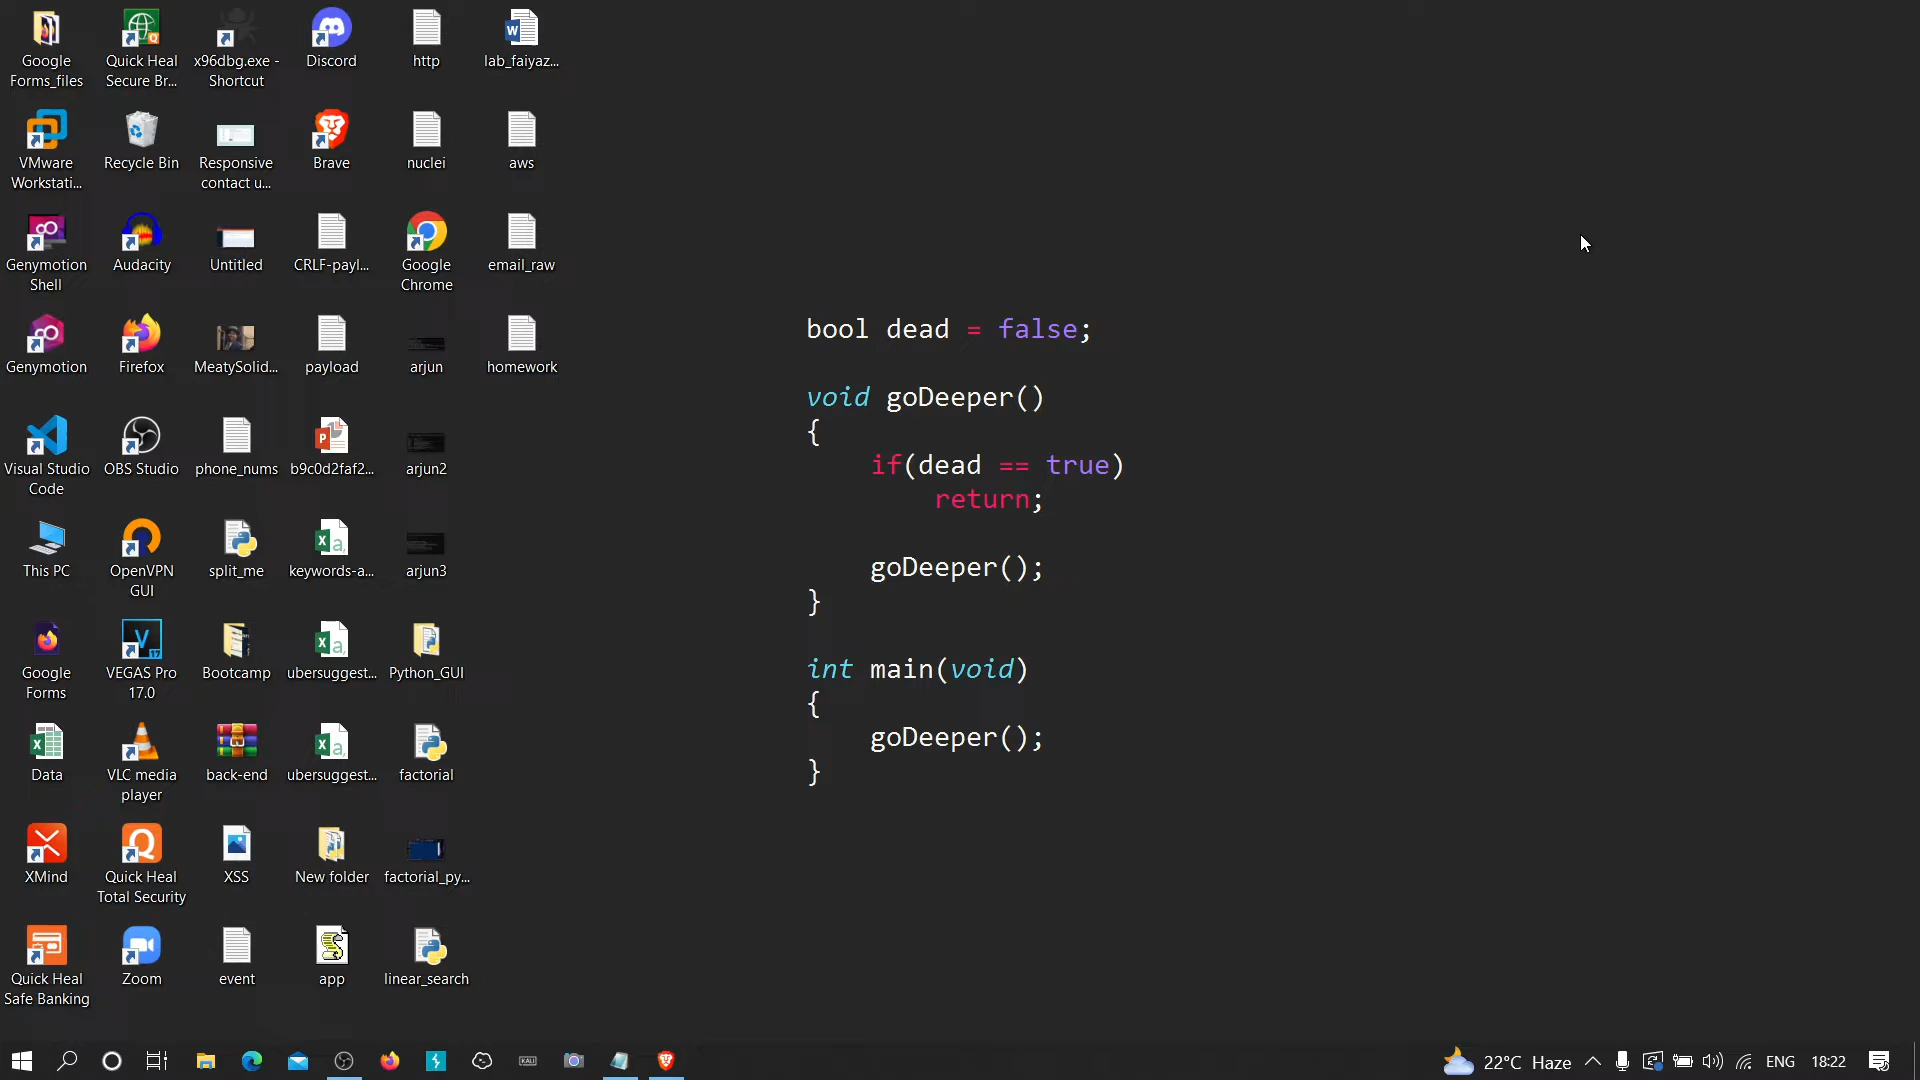 Google
Forms_files
Quick Heal
Secure Br...
x96dbg.exe -
Shortcut
Discord
http
lab_faiyaz...
VMware
Workstati...
Recycle Bin
Responsive
contact u...
Brave
nuclei
aws
Genymotion
Shell
Audacity
Untitled
CRLF-payl...
Google
Chrome
email_raw
Genymotion
Firefox
MeatySolid...
payload
arjun
homework
Visual Studio
Code
OBS Studio
phone_nums
b9c0d2faf2...
arjun2
This PC
OpenVPN
GUI
split_me
keywords-a...
arjun3
Google
Forms
VEGAS Pro
17.0
Bootcamp
ubersuggest...
Python_GUI
Data
VLC media
player
back-end
ubersuggest...
factorial
XMind
Quick Heal
Total Security
XSS
New folder
factorial_py...
Quick Heal
Safe Banking
Zoom
event
app
linear_search
bool dead = false;
void goDeeper()
{
if(dead == true)
return;
goDeeper();
}
int main(void)
{
goDeeper();
}
22°C Haze
ENG
18:22